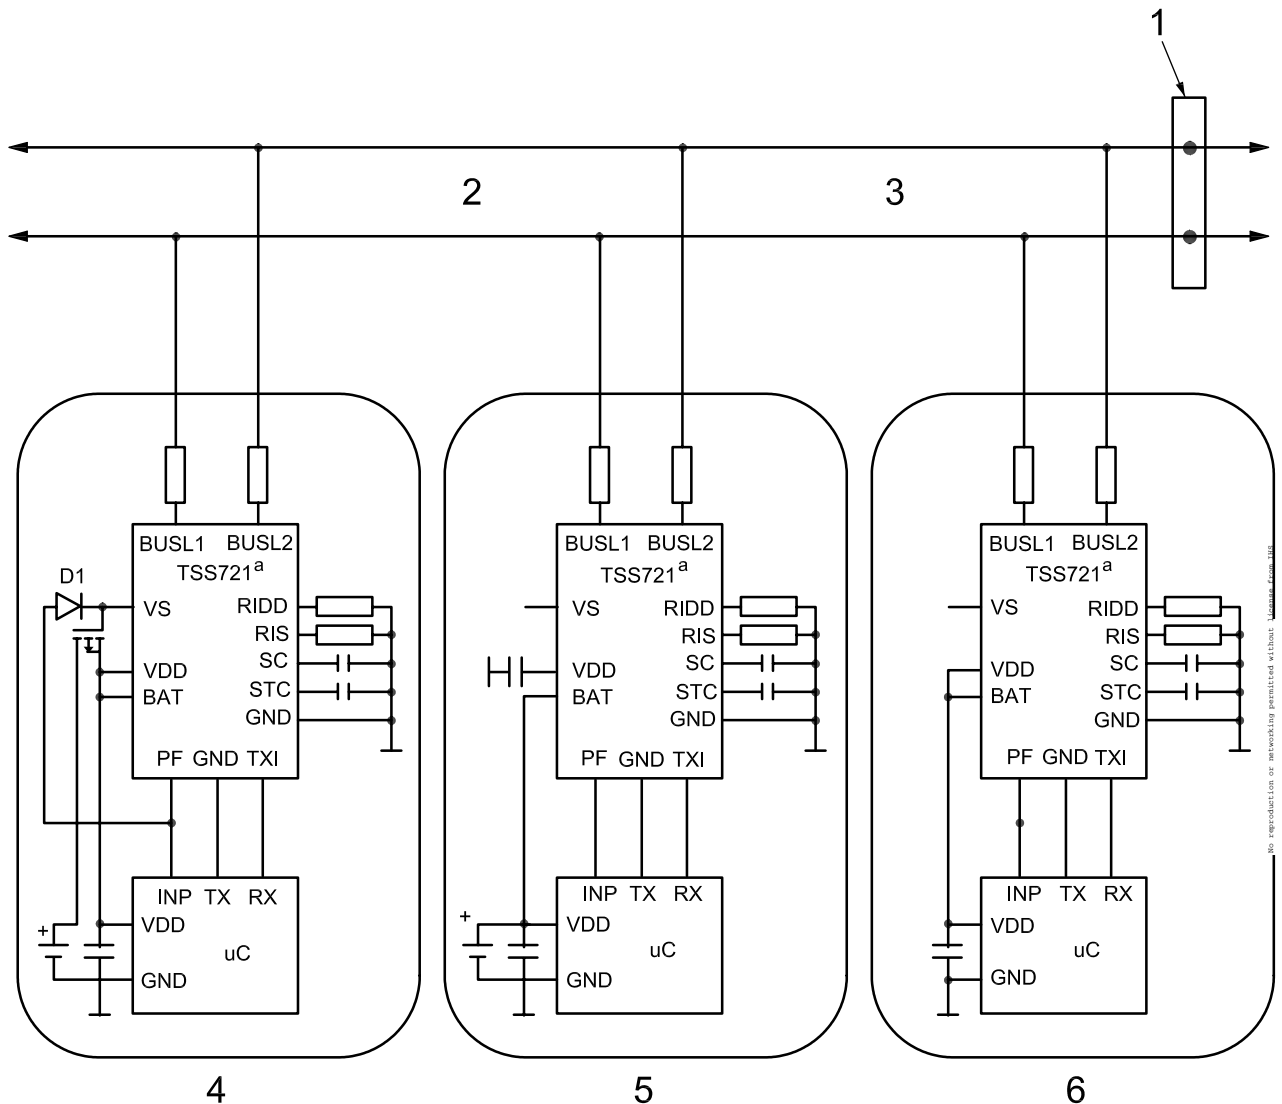 1
2 3
BUSL1 BUSL2
TSS721a
D1
VS
RIDD
RIS
VDD
SC
BAT
STC
GND
PF GND TXI
INP TX RX
+
VDD
uC
GND
4
BUSL1 BUSL2
TSS721a
VS
RIDD
RIS
VDD
SC
BAT
STC
GND
PF GND TXI
INP TX RX
+
VDD
uC
GND
5
BUSL1 BUSL2
TSS721a
VS
RIDD
RIS
VDD
SC
BAT
STC
GND
PF GND TXI
INP TX RX
VDD
uC
GND
6
No reproduction or networking permitted without license from IHS